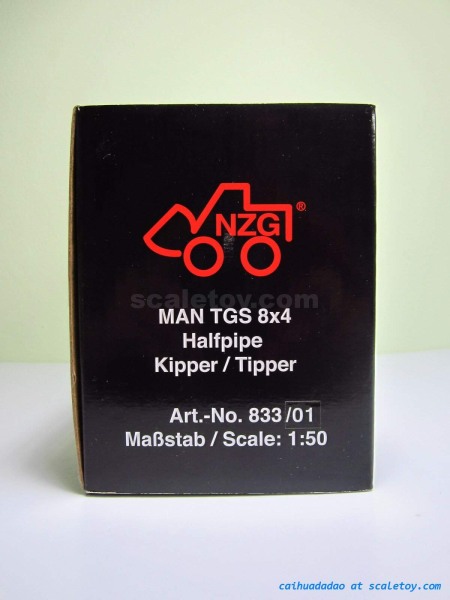 NZG®
scaletoy.com
MAN TGS 8x4
Halfpipe
Kipper / Tipper
Art.-No. 833/01
Maßstab / Scale: 1:50
caihuadadao at scaletoy.com